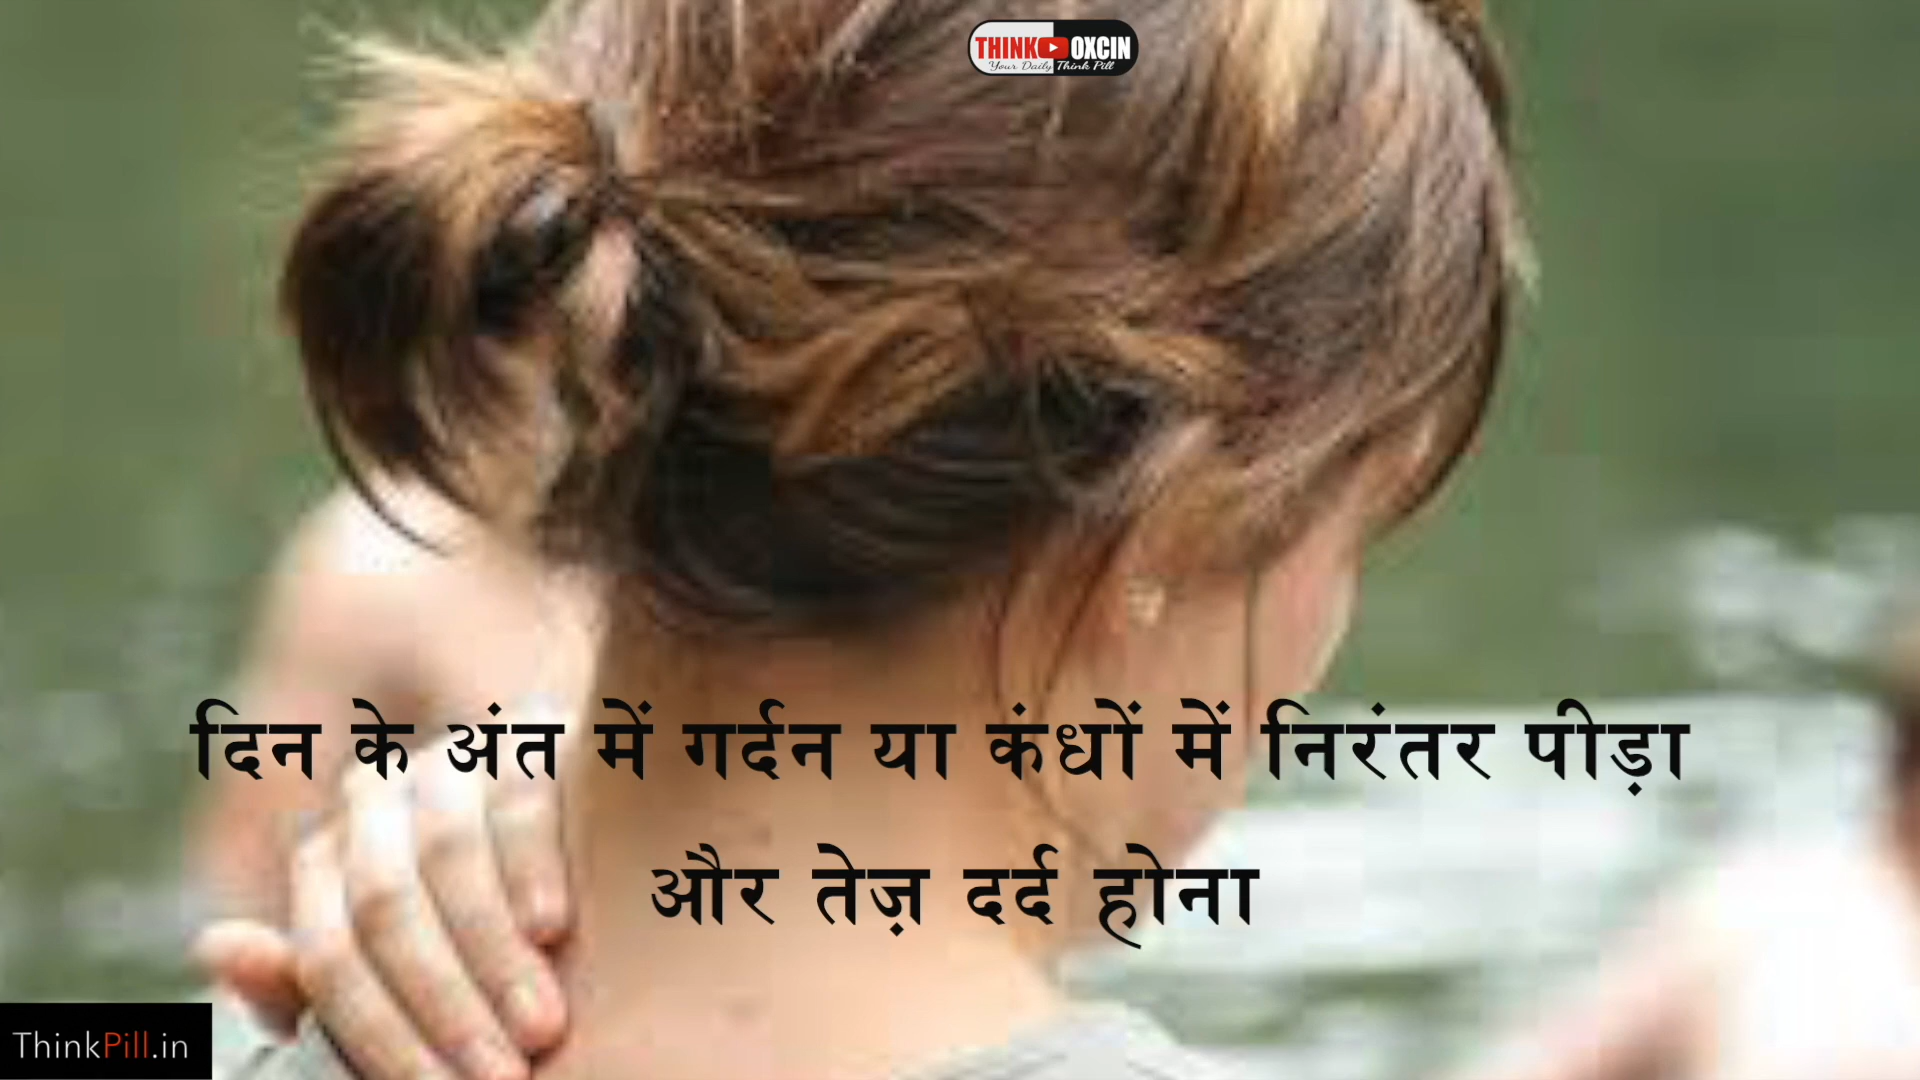 THINK OXCIN
Your Daily Think Pill
दिन के अंत में गर्दन या कंधों में निरंतर पीड़ा
और तेज़ दर्द होना
ThinkPill.in